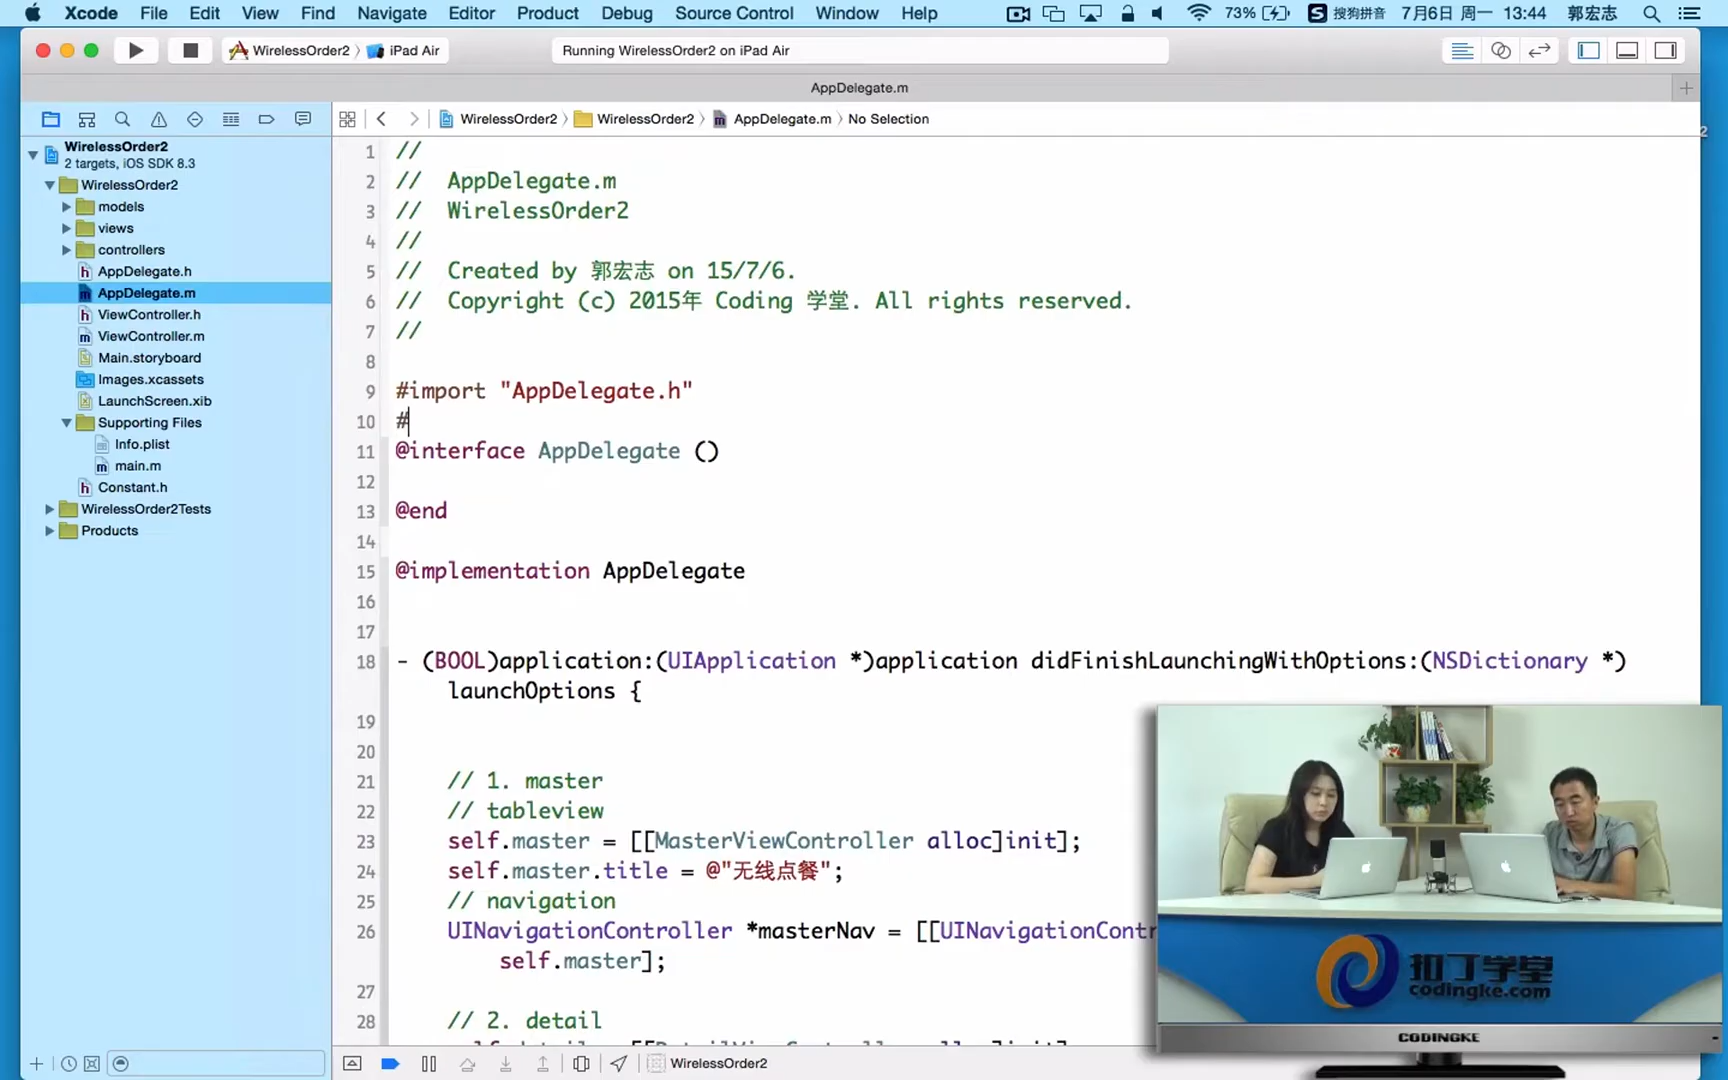 Xcode File Edit View Find Navigate Editor Product Debug Source Control Window Help 73% 搜狗拼音 7月6日 周一 13:44 郭宏志
WirelessOrder2 iPad Air Running WirelessOrder2 on iPad Air
AppDelegate.m
WirelessOrder2 WirelessOrder2 AppDelegate.m No Selection
WirelessOrder2
2 targets, iOS SDK 8.3
WirelessOrder2
models
views
controllers
AppDelegate.h
AppDelegate.m
ViewController.h
ViewController.m
Main.storyboard
Images.xcassets
LaunchScreen.xib
Supporting Files
Info.plist
main.m
Constant.h
WirelessOrder2Tests
Products
1 //
2 // AppDelegate.m
3 // WirelessOrder2
4 //
5 // Created by 郭宏志 on 15/7/6.
6 // Copyright (c) 2015年 Coding 学堂. All rights reserved.
7 //
8
9 #import "AppDelegate.h"
10 #
11 @interface AppDelegate ()
12
13 @end
14
15 @implementation AppDelegate
16
17
18 - (BOOL)application:(UIApplication *)application didFinishLaunchingWithOptions:(NSDictionary *)
launchOptions {
19
20
21 // 1. master
22 // tableview
23 self.master = [[MasterViewController alloc]init];
24 self.master.title = @"无线点餐";
25 // navigation
26 UINavigationController *masterNav = [[UINavigationContr
self.master];
27
28 // 2. detail
WirelessOrder2
扣丁学堂
codingke.com
CODINGKE